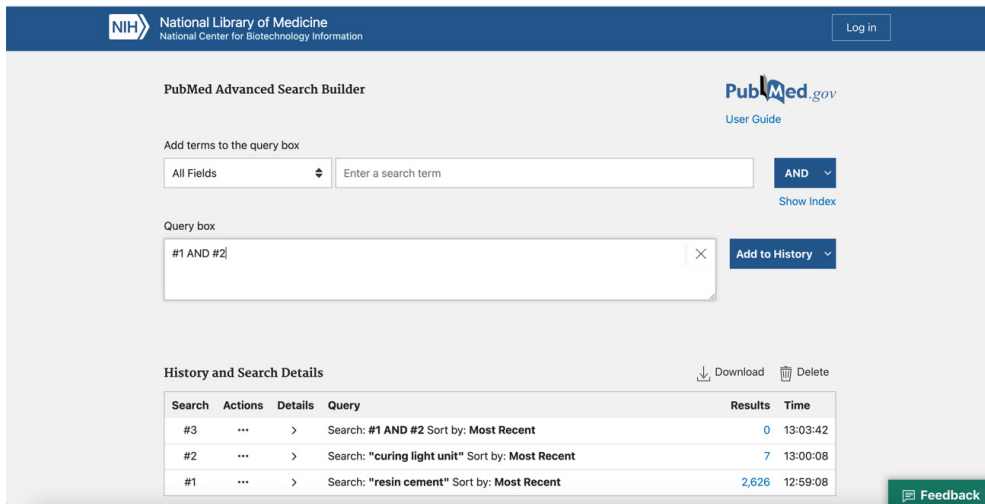 NIH National Library of Medicine Log in
National Center for Biotechnology Information
PubMed Advanced Search Builder
PubMed.gov
User Guide
Add terms to the query box
All Fields Enter a search term AND
Show Index
Query box
#1 AND #2 Add to History
History and Search Details Download Delete
Search Actions Details Query Results Time
#3 ••• > Search: #1 AND #2 Sort by: Most Recent 0 13:03:42
#2 ••• > Search: "curing light unit" Sort by: Most Recent 7 13:00:08
#1 ••• > Search: "resin cement" Sort by: Most Recent 2,626 12:59:08
Feedback